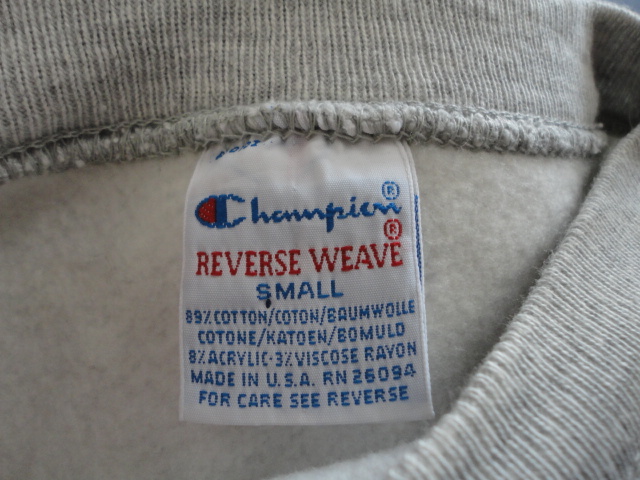 Champion®
REVERSE WEAVE®
SMALL
89% COTTON/COTON/BAUMWOLLE
COTONE/KATOEN/BOMULD
8% ACRYLIC-3% VISCOSE RAYON
MADE IN U.S.A. RN 26094
FOR CARE SEE REVERSE